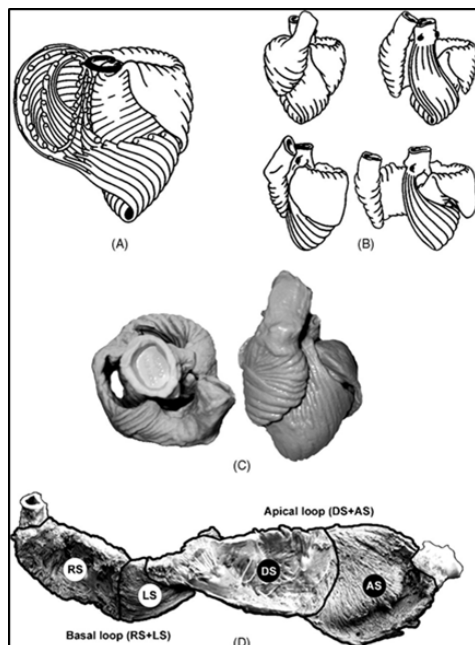 (A)
(B)
(C)
Apical loop (DS+AS)
RS
LS
DS
AS
Basal loop (RS+LS)
(D)